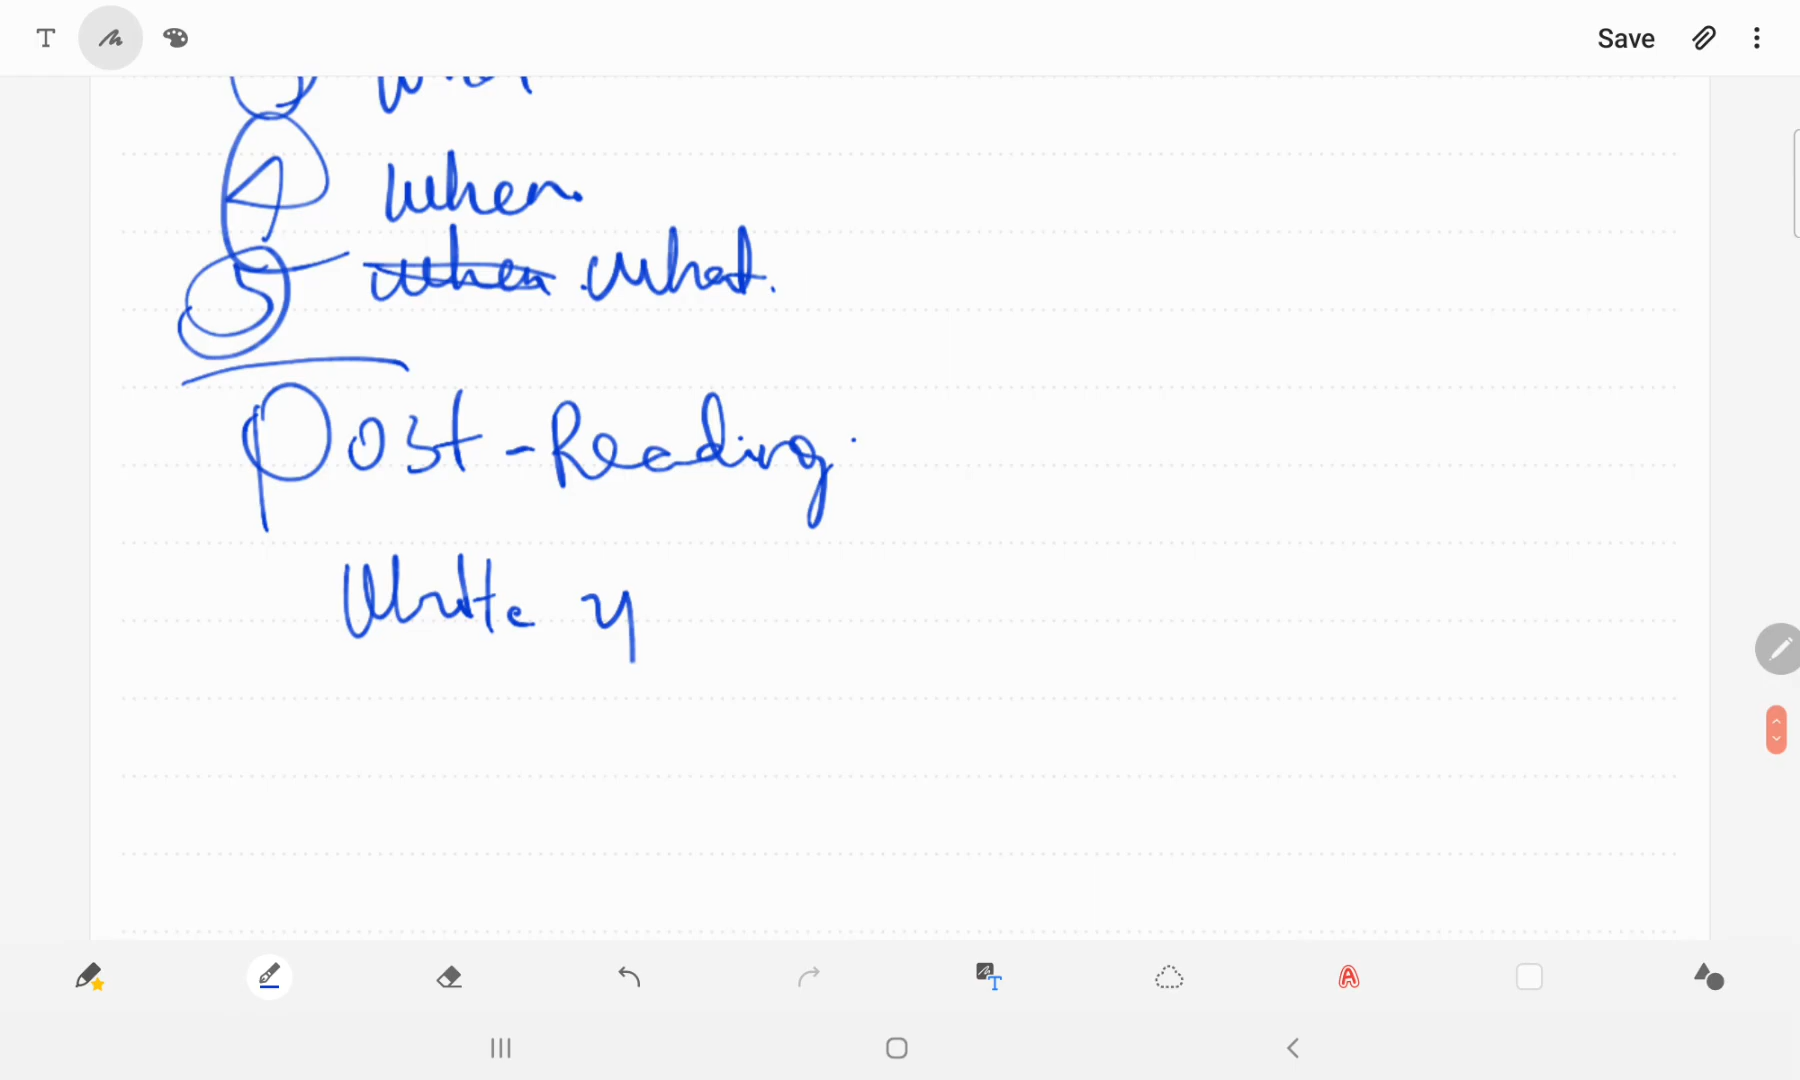 T Save
④ When.
⑤ when What.
Post-Reading.
Write y
A